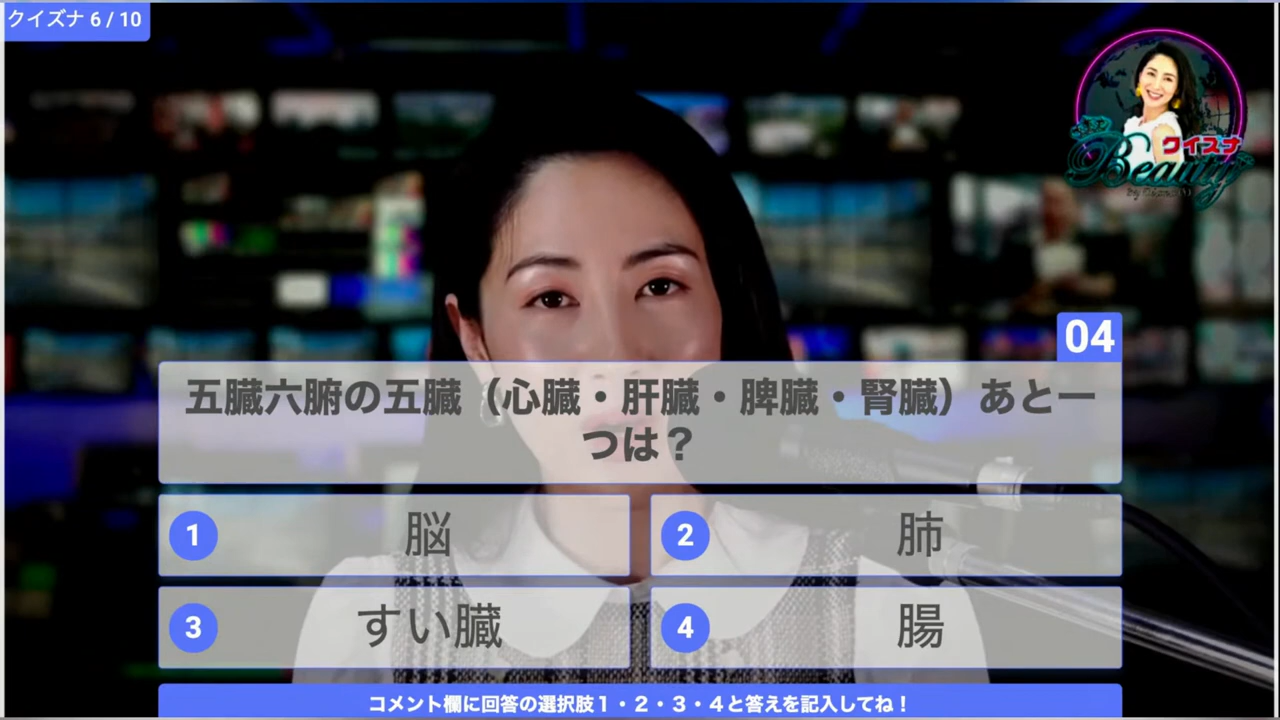 クイズナ 6 / 10
クイズナ
Beauty
04
五臓六腑の五臓（心臓・肝臓・脾臓・腎臓）あと一
つは？
1 脳
2 肺
3 すい臓
4 腸
コメント欄に回答の選択肢１・２・３・４と答えを記入してね！